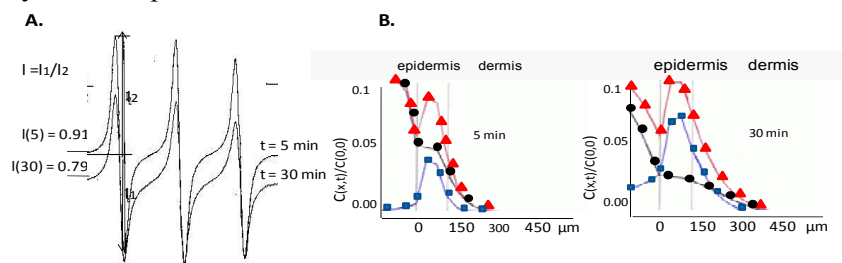 A.
I =I1/I2
I2
I(5) = 0.91
I(30) = 0.79
I1
t = 5 min
t = 30 min
B.
epidermis dermis
C(x,t)/C(0,0)
0.1
0.05
0.00
5 min
0 150 300 450 µm
epidermis dermis
C(x,t)/C(0,0)
0.1
0.05
0.00
30 min
0 150 300 450 µm